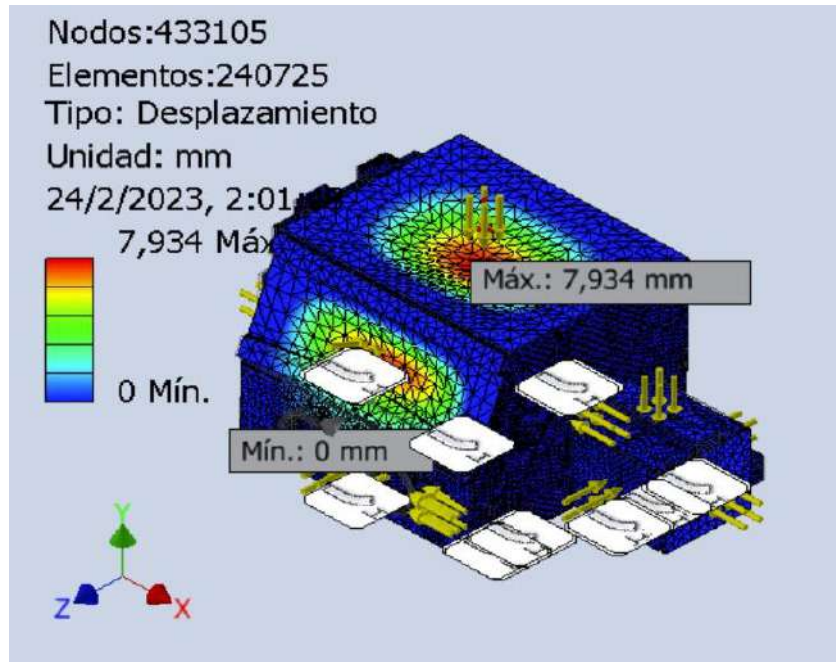 Nodos:433105
Elementos:240725
Tipo: Desplazamiento
Unidad: mm
24/2/2023, 2:01
7,934 Máx
Máx.: 7,934 mm
0 Mín.
Mín.: 0 mm
Y
Z
X